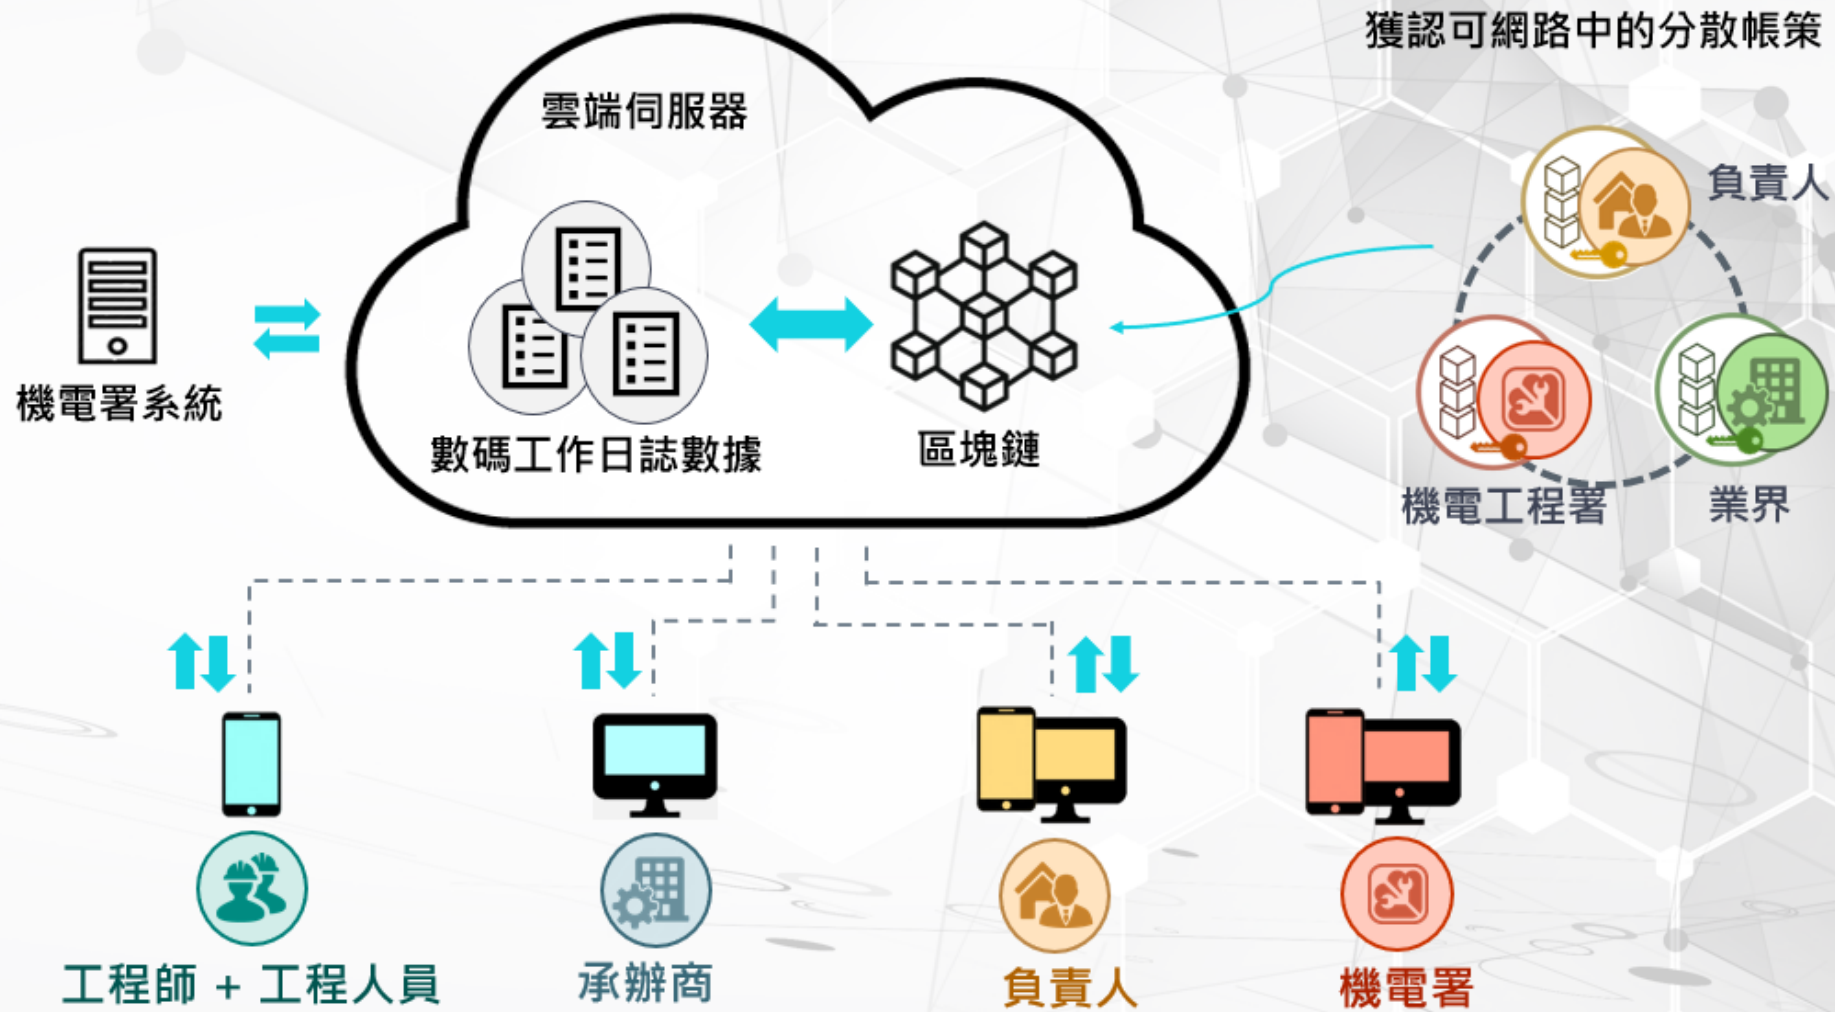 獲認可網路中的分散帳策
雲端伺服器
負責人
機電署系統
數碼工作日誌數據
區塊鏈
機電工程署
業界
工程師 + 工程人員
承辦商
負責人
機電署